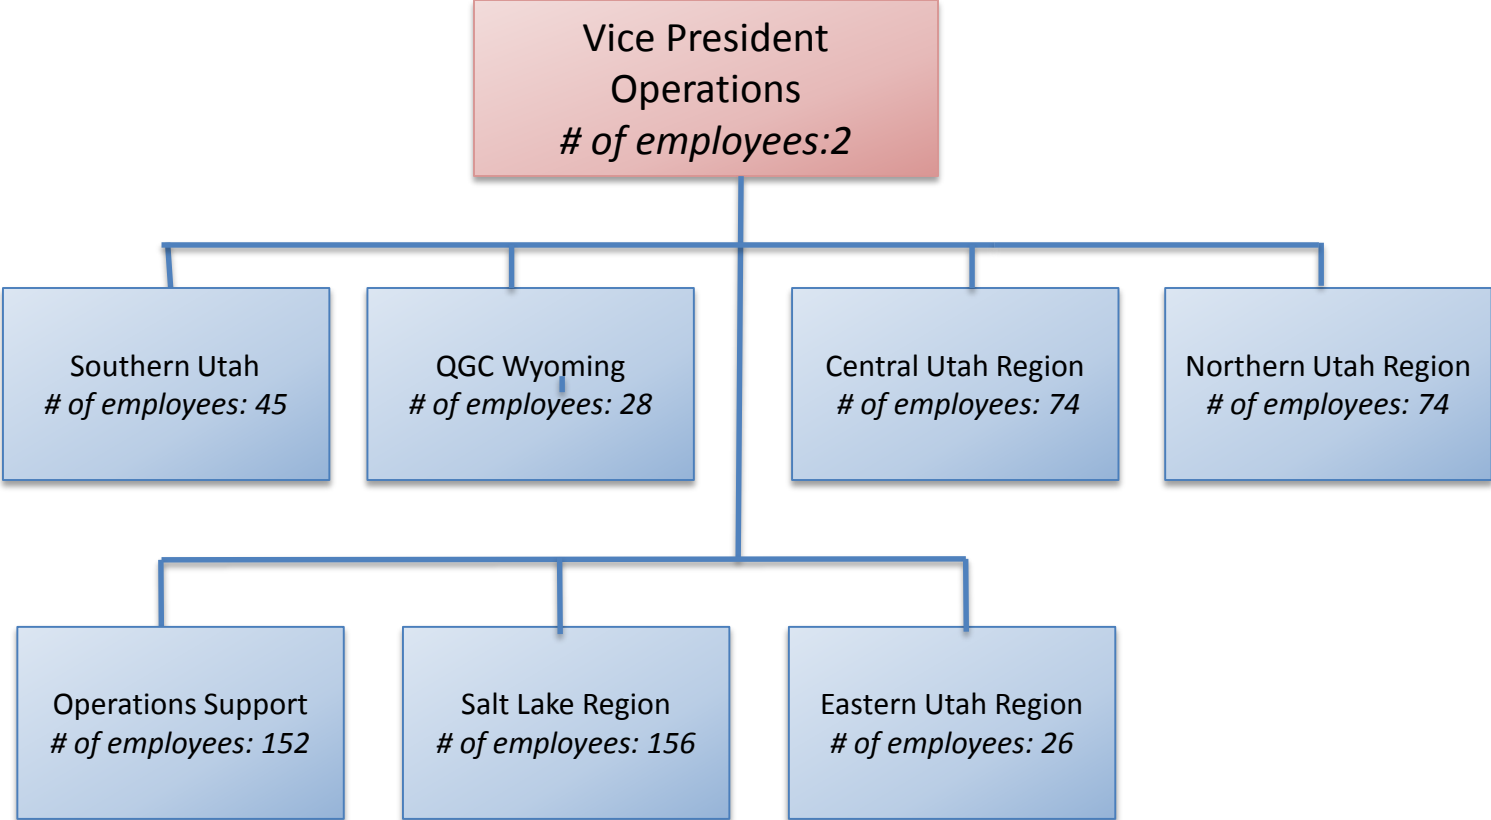 Vice President
Operations
# of employees:2
Southern Utah
# of employees: 45
QGC Wyoming
# of employees: 28
Central Utah Region
# of employees: 74
Northern Utah Region
# of employees: 74
Operations Support
# of employees: 152
Salt Lake Region
# of employees: 156
Eastern Utah Region
# of employees: 26